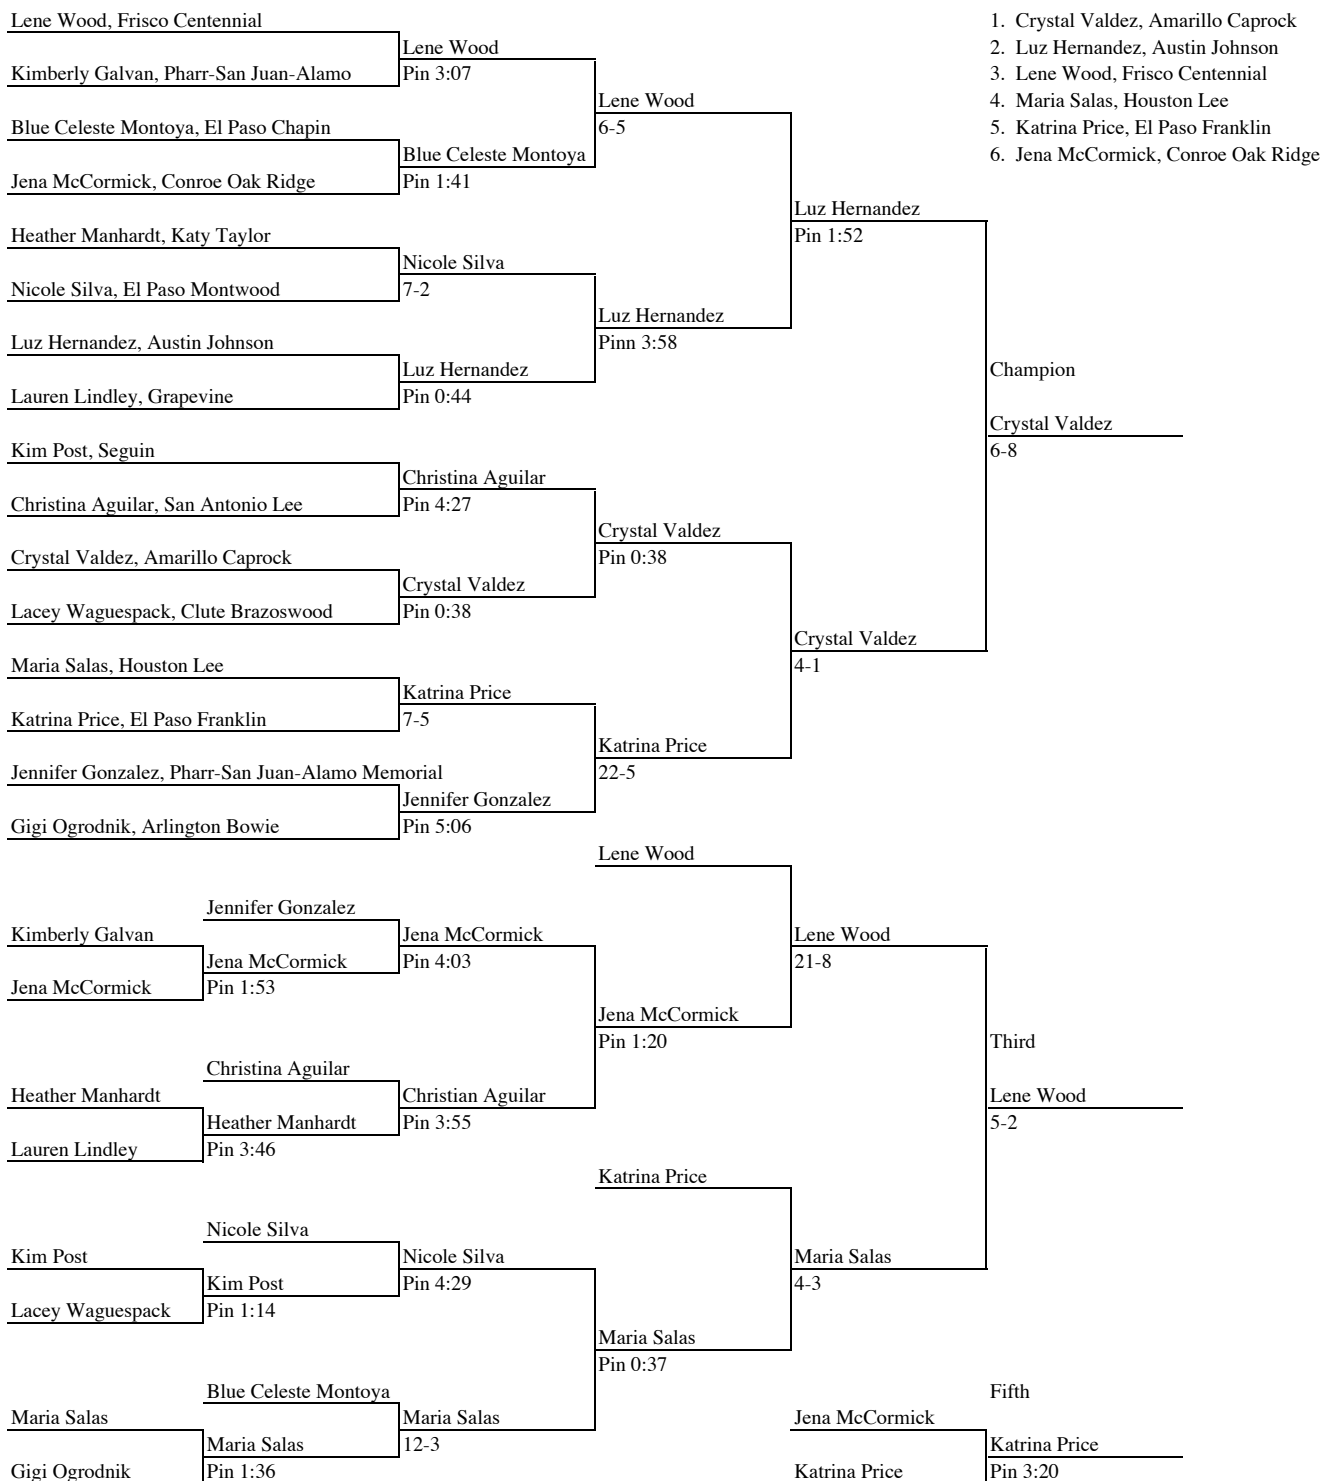 Lene Wood, Frisco Centennial
1. Crystal Valdez, Amarillo Caprock
Lene Wood
2. Luz Hernandez, Austin Johnson
Kimberly Galvan, Pharr-San Juan-Alamo
Pin 3:07
3. Lene Wood, Frisco Centennial
Lene Wood
4. Maria Salas, Houston Lee
Blue Celeste Montoya, El Paso Chapin
6-5
5. Katrina Price, El Paso Franklin
Blue Celeste Montoya
6. Jena McCormick, Conroe Oak Ridge
Jena McCormick, Conroe Oak Ridge
Pin 1:41
Luz Hernandez
Heather Manhardt, Katy Taylor
Pin 1:52
Nicole Silva
Nicole Silva, El Paso Montwood
7-2
Luz Hernandez
Luz Hernandez, Austin Johnson
Pinn 3:58
Luz Hernandez
Champion
Lauren Lindley, Grapevine
Pin 0:44
Crystal Valdez
Kim Post, Seguin
6-8
Christina Aguilar
Christina Aguilar, San Antonio Lee
Pin 4:27
Crystal Valdez
Crystal Valdez, Amarillo Caprock
Pin 0:38
Crystal Valdez
Lacey Waguespack, Clute Brazoswood
Pin 0:38
Crystal Valdez
Maria Salas, Houston Lee
4-1
Katrina Price
Katrina Price, El Paso Franklin
7-5
Katrina Price
Jennifer Gonzalez, Pharr-San Juan-Alamo Memorial
22-5
Jennifer Gonzalez
Gigi Ogrodnik, Arlington Bowie
Pin 5:06
Lene Wood
Jennifer Gonzalez
Kimberly Galvan
Jena McCormick
Lene Wood
Jena McCormick
Pin 4:03
21-8
Jena McCormick
Pin 1:53
Jena McCormick
Pin 1:20
Third
Christina Aguilar
Heather Manhardt
Christian Aguilar
Lene Wood
Heather Manhardt
Pin 3:55
5-2
Lauren Lindley
Pin 3:46
Katrina Price
Nicole Silva
Kim Post
Nicole Silva
Maria Salas
Kim Post
Pin 4:29
4-3
Lacey Waguespack
Pin 1:14
Maria Salas
Pin 0:37
Blue Celeste Montoya
Fifth
Maria Salas
Maria Salas
Jena McCormick
Maria Salas
12-3
Katrina Price
Gigi Ogrodnik
Pin 1:36
Katrina Price
Pin 3:20